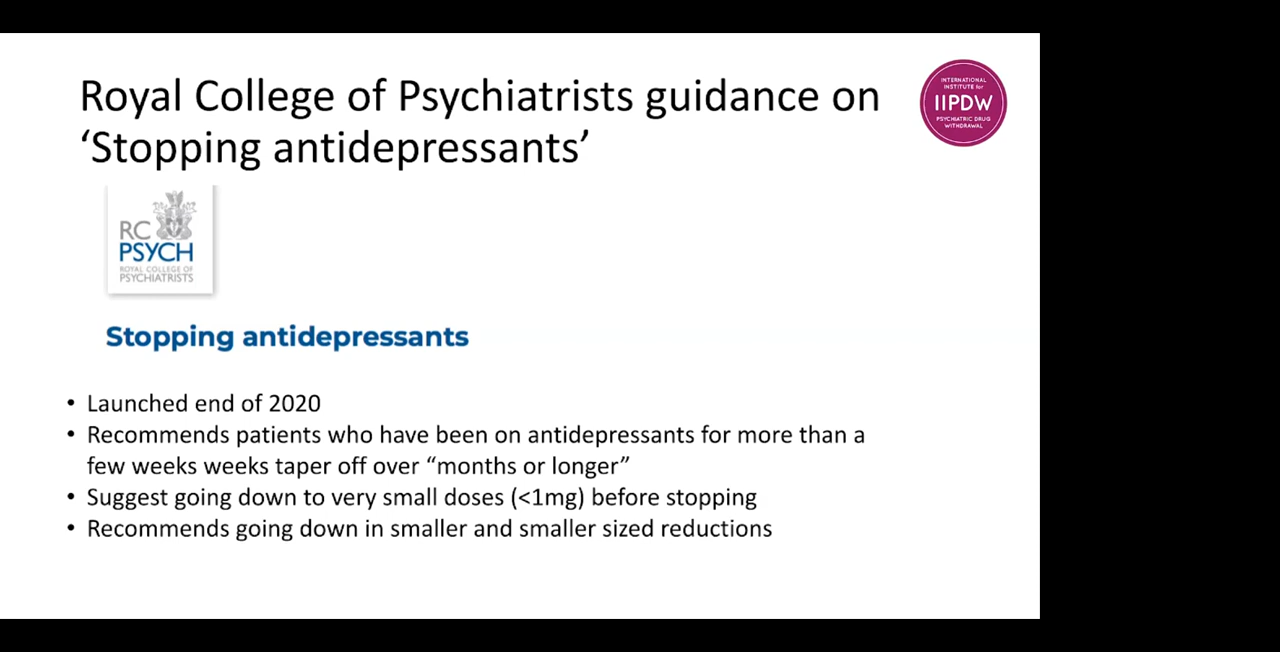 Royal College of Psychiatrists guidance on
‘Stopping antidepressants’
INTERNATIONAL
INSTITUTE for
IIPDW
PSYCHIATRIC DRUG
WITHDRAWAL
RC
PSYCH
ROYAL COLLEGE OF
PSYCHIATRISTS
Stopping antidepressants
• Launched end of 2020
• Recommends patients who have been on antidepressants for more than a
few weeks weeks taper off over “months or longer”
• Suggest going down to very small doses (<1mg) before stopping
• Recommends going down in smaller and smaller sized reductions